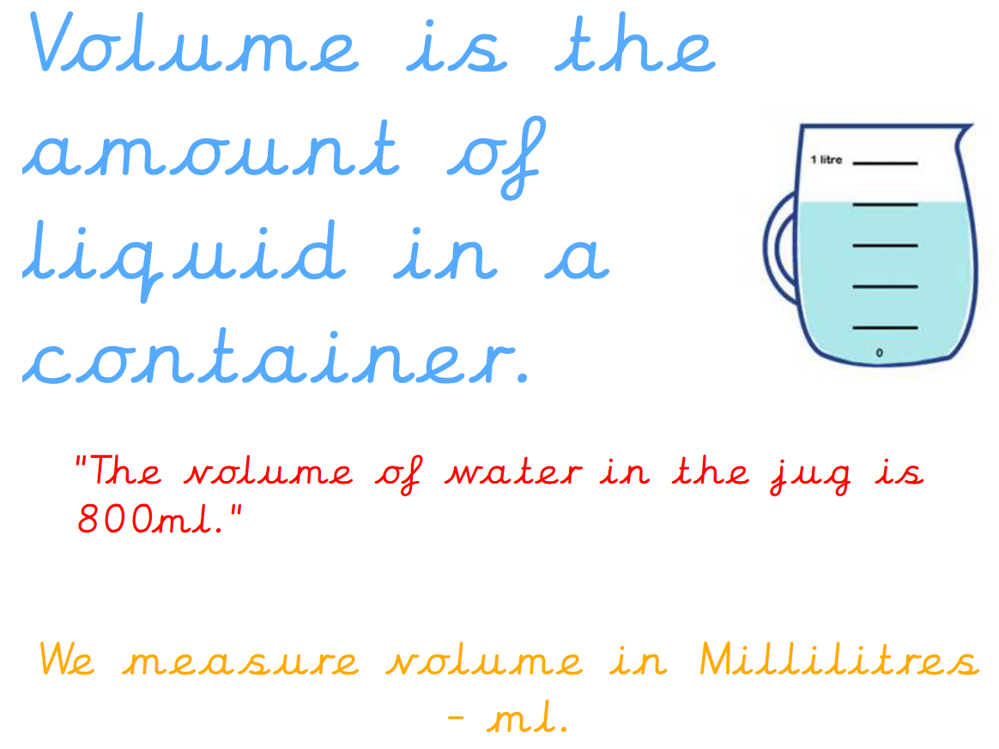 Volume is the
amount of
liquid in a
container.
1 litre
0
"The volume of water in the jug is
800ml."
We measure volume in Millilitres
- ml.